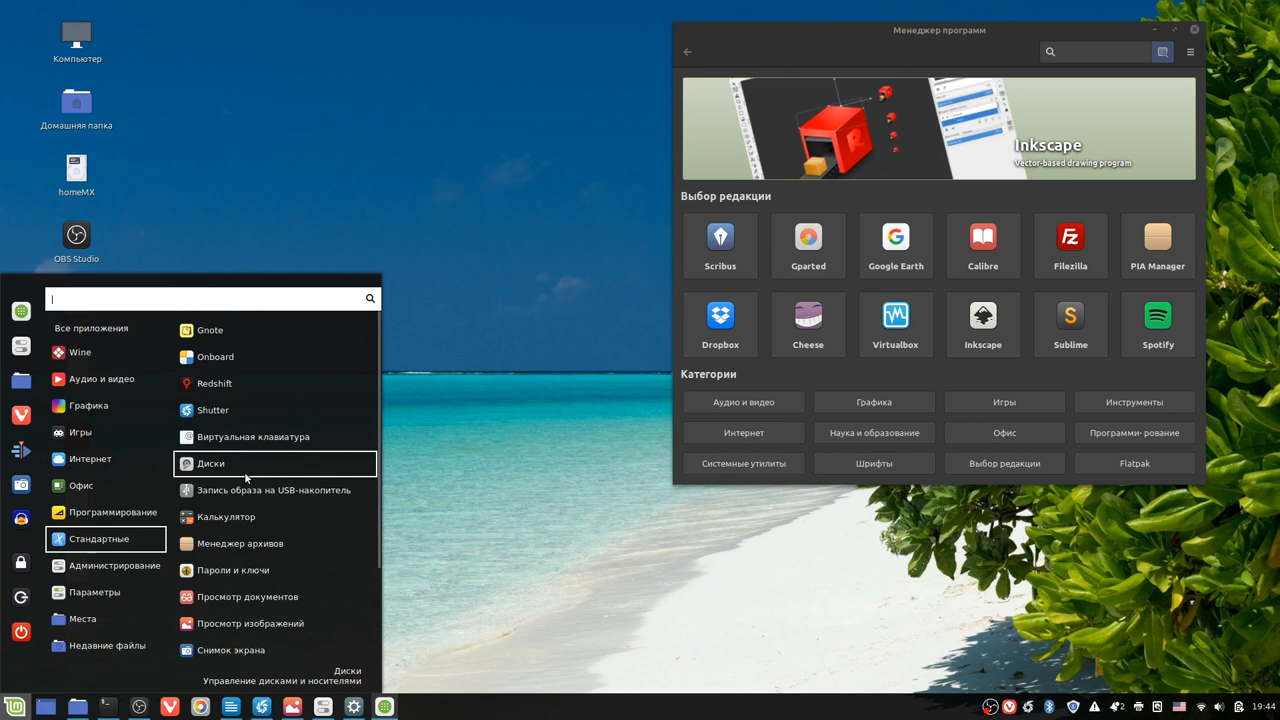 Компьютер
Домашняя папка
homeMX
OBS Studio
Менеджер программ
Inkscape
Vector-based drawing program
Выбор редакции
Scribus
Gparted
Google Earth
Calibre
Filezilla
PIA Manager
Dropbox
Cheese
Virtualbox
Inkscape
Sublime
Spotify
Категории
Аудио и видео
Графика
Игры
Инструменты
Интернет
Наука и образование
Офис
Программи- рование
Системные утилиты
Шрифты
Выбор редакции
Flatpak
Все приложения
Wine
Аудио и видео
Графика
Игры
Интернет
Офис
Программирование
Стандартные
Администрирование
Параметры
Места
Недавние файлы
Gnote
Onboard
Redshift
Shutter
Виртуальная клавиатура
Диски
Запись образа на USB-накопитель
Калькулятор
Менеджер архивов
Пароли и ключи
Просмотр документов
Просмотр изображений
Снимок экрана
Диски
Управление дисками и носителями
2
19:44